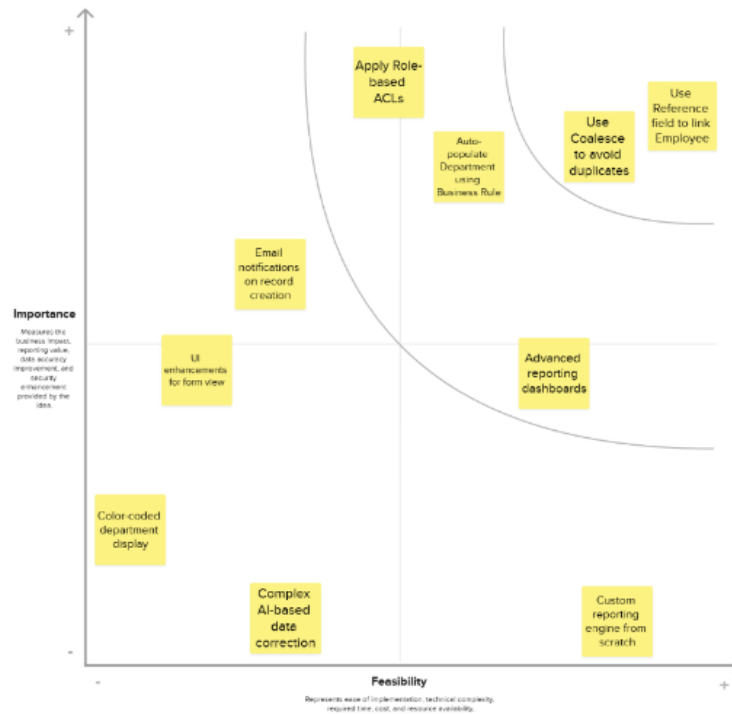 +
Apply Role-
based
ACLs
Use
Reference
field to link
Employee
Use
Coalesce
to avoid
duplicates
Auto-
populate
Department
using
Business Rule
Email
notifications
on record
creation
Importance
Measures the
business impact,
reporting value,
data accuracy
improvement, and
security
enhancement
provided by the
idea.
UI
enhancements
for form view
Advanced
reporting
dashboards
Color-coded
department
display
Complex
AI-based
data
correction
Custom
reporting
engine from
scratch
-
-
Feasibility
+
Represents ease of implementation, technical complexity,
required time, cost, and resource availability.